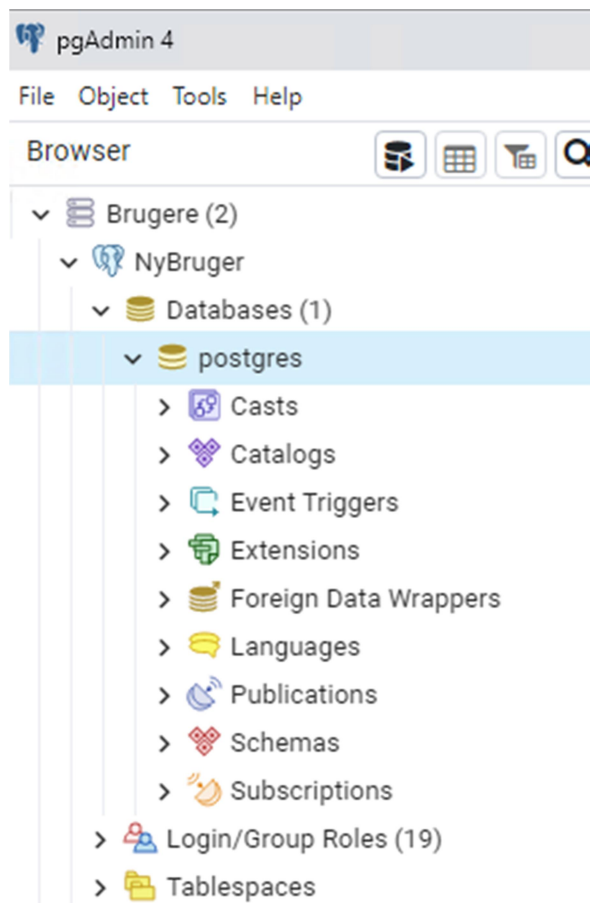 pgAdmin 4
File Object Tools Help
Browser
Brugere (2)
NyBruger
Databases (1)
postgres
Casts
Catalogs
Event Triggers
Extensions
Foreign Data Wrappers
Languages
Publications
Schemas
Subscriptions
Login/Group Roles (19)
Tablespaces